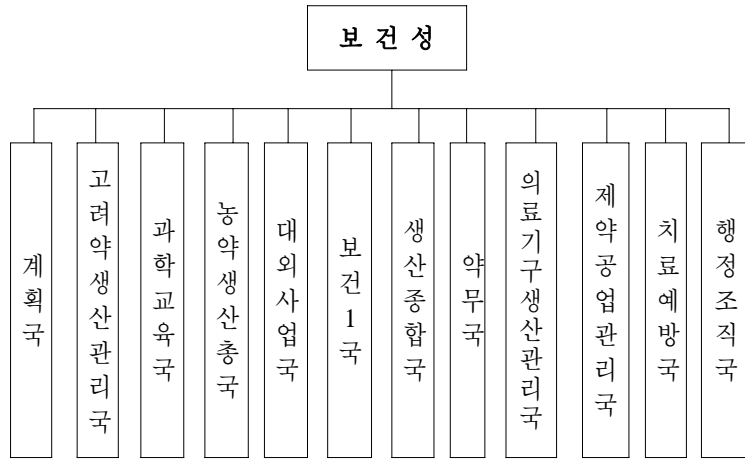 보 건 성
계획국
고려약생산관리국
과학교육국
농약생산총국
대외사업국
보건1국
생산종합국
약무국
의료기구생산관리국
제약공업관리국
치료예방국
행정조직국